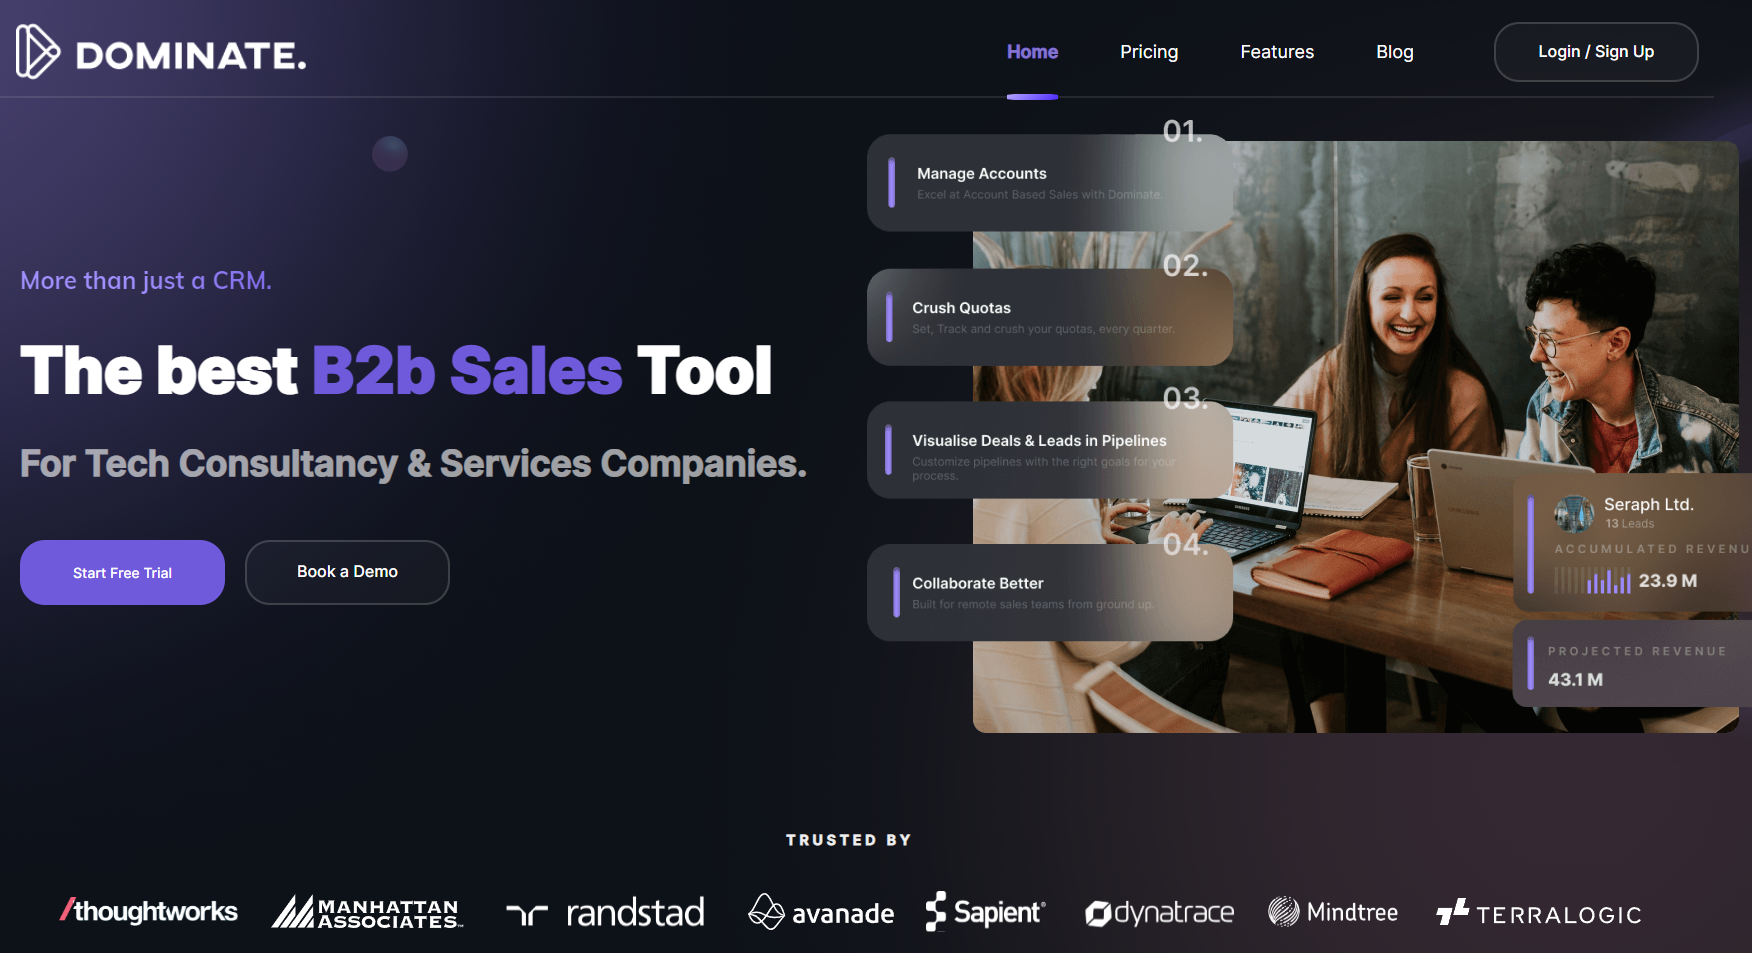 DOMINATE.
Home
Pricing
Features
Blog
Login / Sign Up
More than just a CRM.
The best B2b Sales Tool
For Tech Consultancy & Services Companies.
Start Free Trial
Book a Demo
01.
Manage Accounts
Excel at Account Based Sales with Dominate.
02.
Crush Quotas
Set, Track and crush your quotas, every quarter.
03.
Visualise Deals & Leads in Pipelines
Customize pipelines with the right goals for your
process.
04.
Collaborate Better
Built for remote sales teams from ground up.
Seraph Ltd.
13 Leads
ACCUMULATED REVENU
23.9 M
PROJECTED REVENUE
43.1 M
TRUSTED BY
/thoughtworks
MANHATTAN
ASSOCIATES™
randstad
avanade
Sapient®
dynatrace
Mindtree
TERRALOGIC